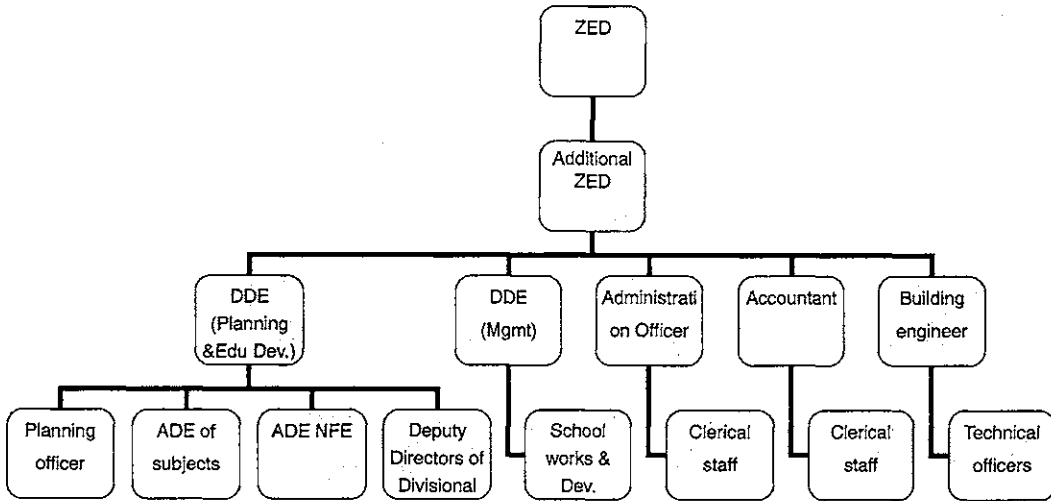 ZED
Additional
ZED
DDE
(Planning
&Edu Dev.)
DDE
(Mgmt)
Administrati
on Officer
Accountant
Building
engineer
Planning
officer
ADE of
subjects
ADE NFE
Deputy
Directors of
Divisional
School
works &
Dev.
Clerical
staff
Clerical
staff
Technical
officers